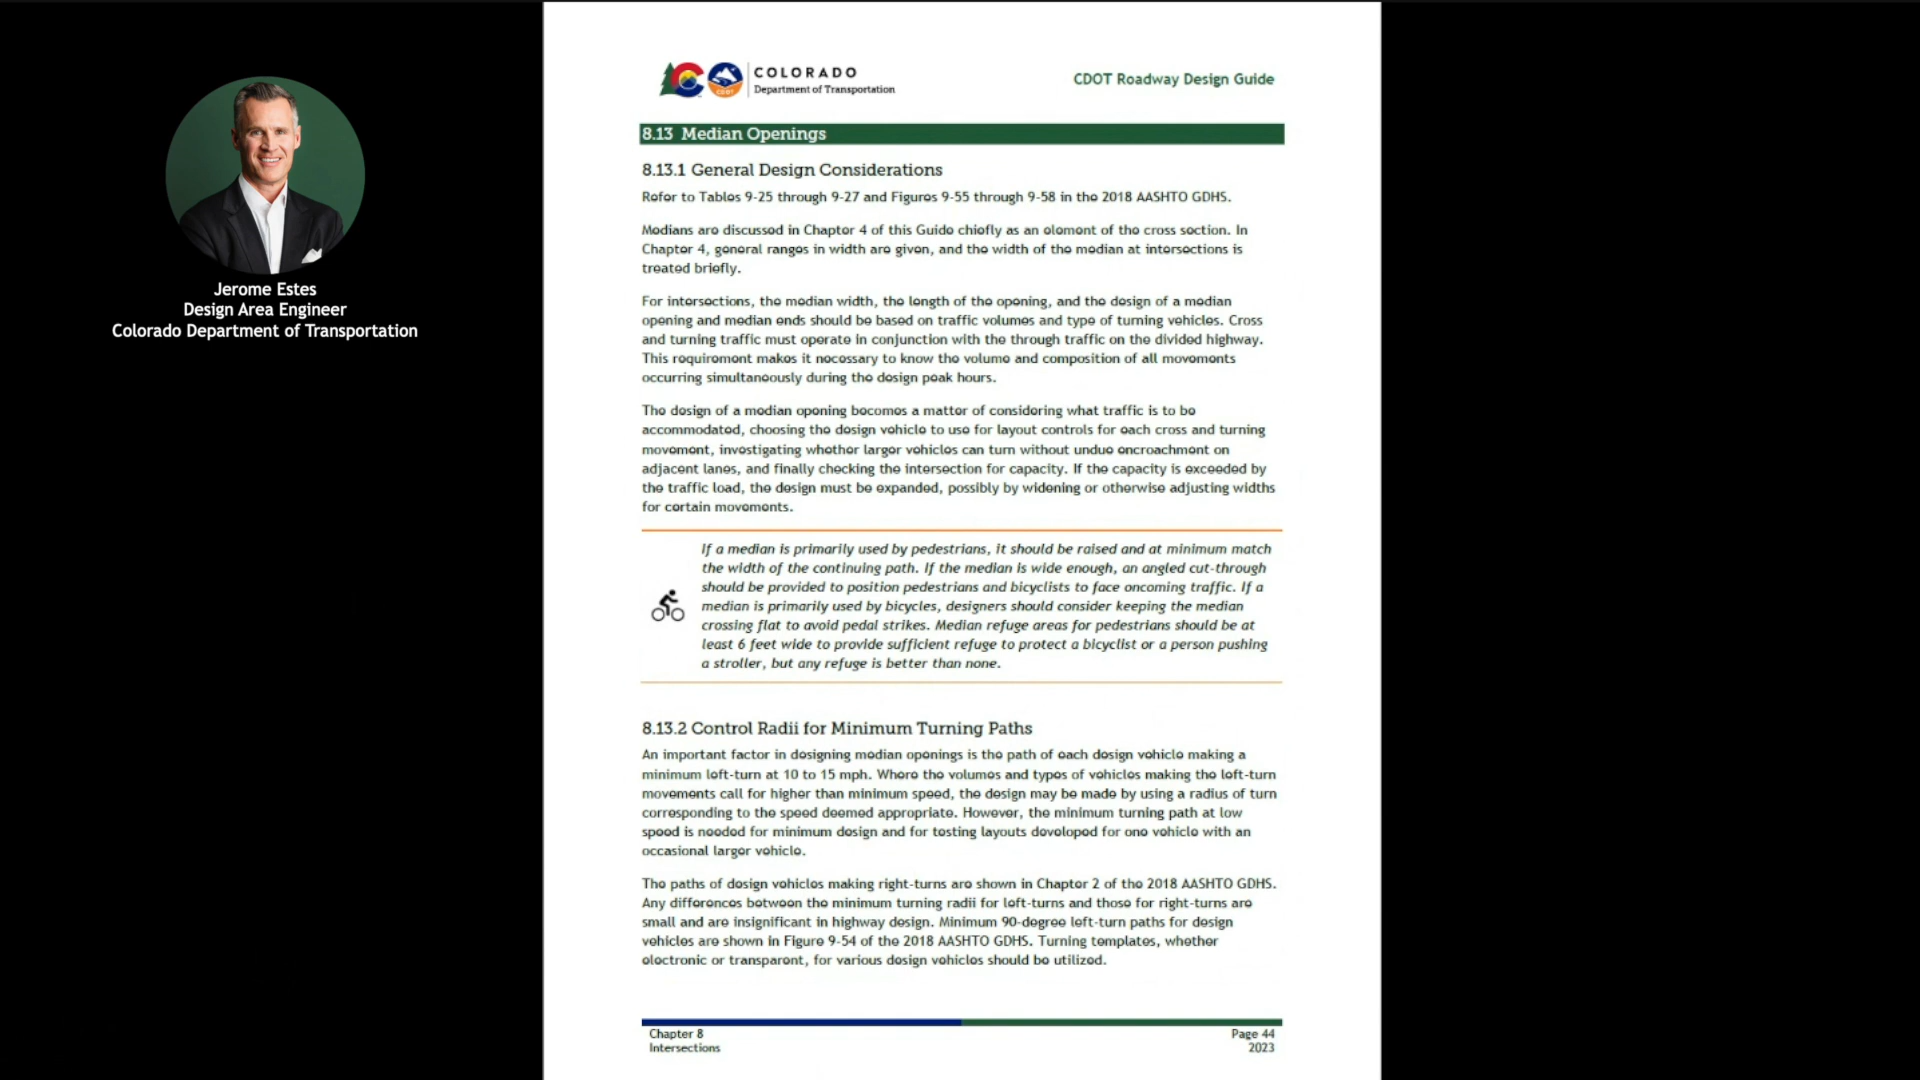 Jerome Estes
Design Area Engineer
Colorado Department of Transportation
COLORADO
Department of Transportation
CDOT
CDOT Roadway Design Guide
8.13 Median Openings
8.13.1 General Design Considerations
Refer to Tables 9-25 through 9-27 and Figures 9-55 through 9-58 in the 2018 AASHTO GDHS.
Medians are discussed in Chapter 4 of this Guide chiefly as an element of the cross section. In
Chapter 4, general ranges in width are given, and the width of the median at intersections is
treated briefly.
For intersections, the median width, the length of the opening, and the design of a median
opening and median ends should be based on traffic volumes and type of turning vehicles. Cross
and turning traffic must operate in conjunction with the through traffic on the divided highway.
This requirement makes it necessary to know the volume and composition of all movements
occurring simultaneously during the design peak hours.
The design of a median opening becomes a matter of considering what traffic is to be
accommodated, choosing the design vehicle to use for layout controls for each cross and turning
movement, investigating whether larger vehicles can turn without undue encroachment on
adjacent lanes, and finally checking the intersection for capacity. If the capacity is exceeded by
the traffic load, the design must be expanded, possibly by widening or otherwise adjusting widths
for certain movements.
If a median is primarily used by pedestrians, it should be raised and at minimum match
the width of the continuing path. If the median is wide enough, an angled cut-through
should be provided to position pedestrians and bicyclists to face oncoming traffic. If a
median is primarily used by bicycles, designers should consider keeping the median
crossing flat to avoid pedal strikes. Median refuge areas for pedestrians should be at
least 6 feet wide to provide sufficient refuge to protect a bicyclist or a person pushing
a stroller, but any refuge is better than none.
8.13.2 Control Radii for Minimum Turning Paths
An important factor in designing median openings is the path of each design vehicle making a
minimum left-turn at 10 to 15 mph. Where the volumes and types of vehicles making the left-turn
movements call for higher than minimum speed, the design may be made by using a radius of turn
corresponding to the speed deemed appropriate. However, the minimum turning path at low
speed is needed for minimum design and for testing layouts developed for one vehicle with an
occasional larger vehicle.
The paths of design vehicles making right-turns are shown in Chapter 2 of the 2018 AASHTO GDHS.
Any differences between the minimum turning radii for left-turns and those for right-turns are
small and are insignificant in highway design. Minimum 90-degree left-turn paths for design
vehicles are shown in Figure 9-54 of the 2018 AASHTO GDHS. Turning templates, whether
electronic or transparent, for various design vehicles should be utilized.
Chapter 8
Intersections
Page 44
2023